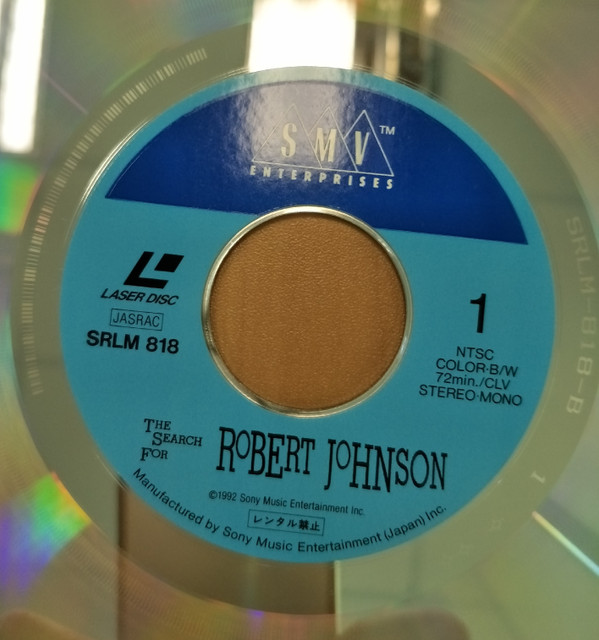 SMV™
ENTERPRISES
LASER DISC
JASRAC
SRLM 818
1
NTSC
COLOR·B/W
72min./CLV
STEREO·MONO
THE
SEARCH
FOR
ROBERT JOHNSON
©1992 Sony Music Entertainment Inc.
レンタル禁止
Manufactured by Sony Music Entertainment (Japan) Inc.
SRLM-818-B